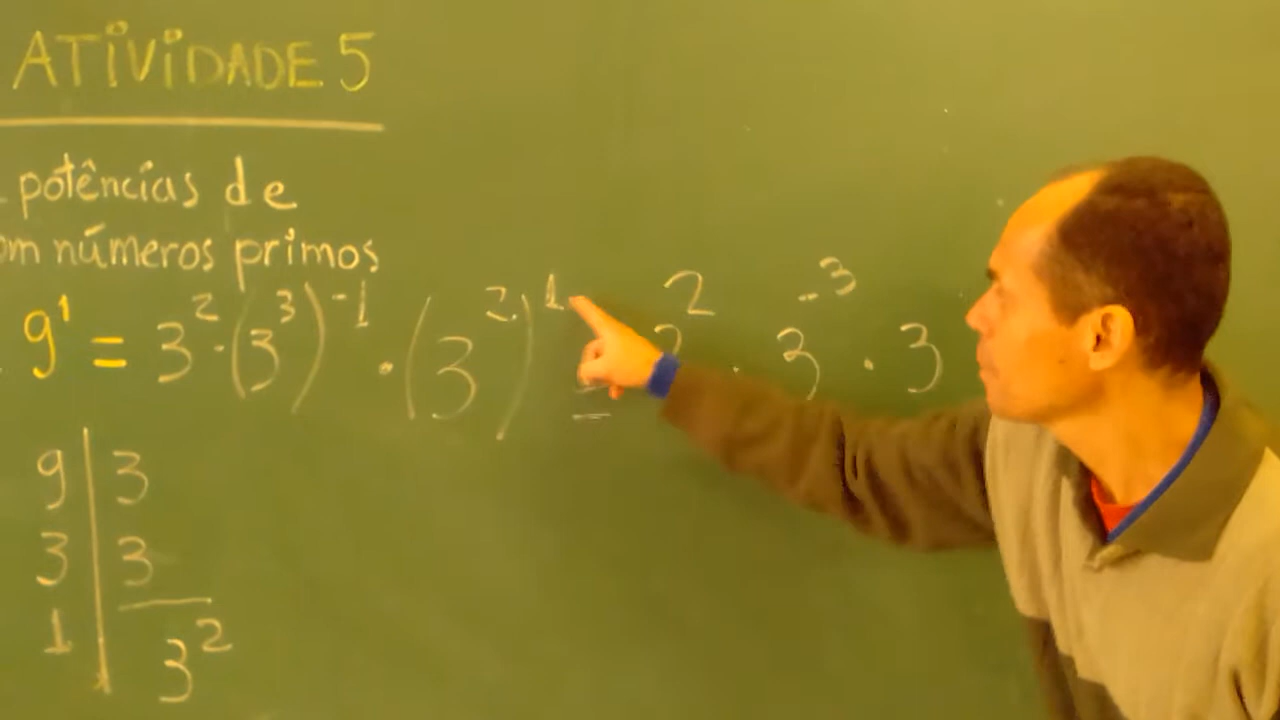 ATIVIDADE 5
potências de
om números primos
9¹ = 3² · (3³)⁻¹ · (3²)¹ = 3² · 3⁻³ · 3
9 | 3
3 | 3
1 | 3²